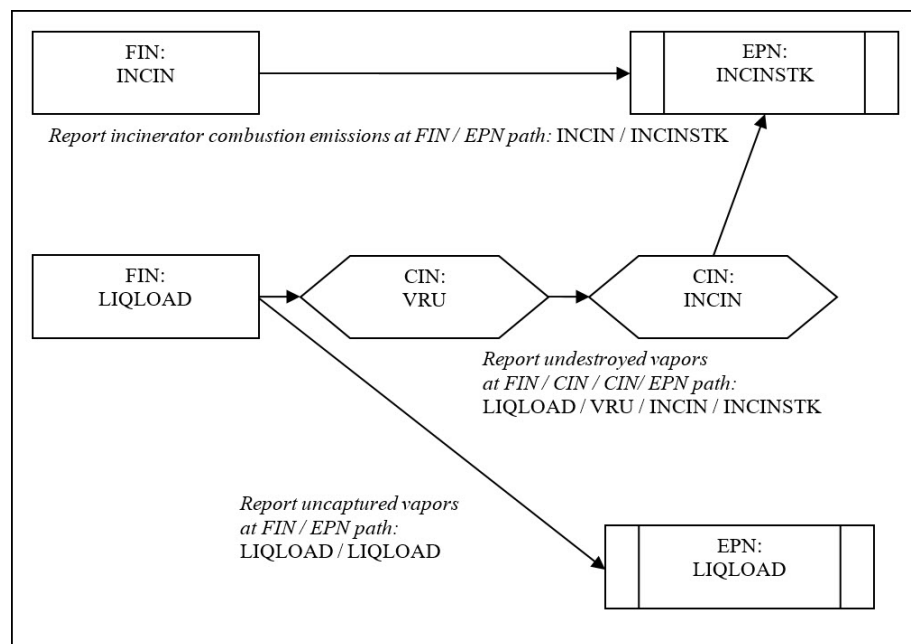 FIN:
INCIN
EPN:
INCINSTK
Report incinerator combustion emissions at FIN / EPN path: INCIN / INCINSTK
FIN:
LIQLOAD
CIN:
VRU
CIN:
INCIN
Report undestroyed vapors
at FIN / CIN / CIN/ EPN path:
LIQLOAD / VRU / INCIN / INCINSTK
Report uncaptured vapors
at FIN / EPN path:
LIQLOAD / LIQLOAD
EPN:
LIQLOAD